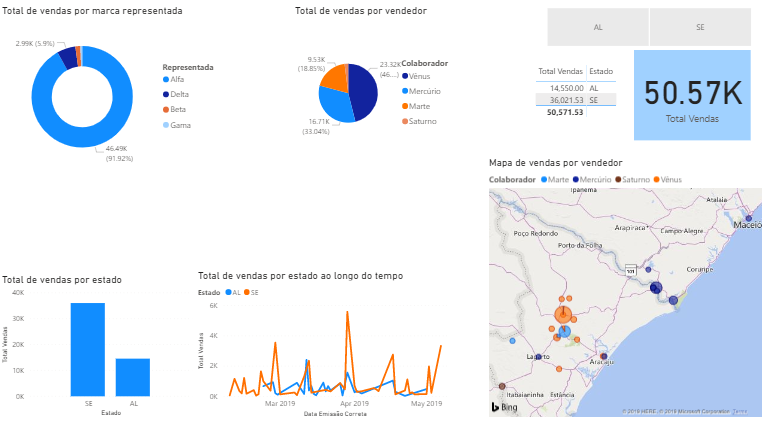 Total de vendas por marca representada
2.99K (5.9%)
46.49K
(91.92%)
Representada
Alfa
Delta
Beta
Gama
Total de vendas por vendedor
9.53K
(18.85%)
23.32K
(46...)
16.71K
(33.04%)
Colaborador
Vênus
Mercúrio
Marte
Saturno
AL
SE
Total Vendas Estado
14,550.00 AL
36,021.53 SE
50,571.53
50.57K
Total Vendas
Mapa de vendas por vendedor
Colaborador Marte Mercúrio Saturno Vênus
Ipanema
Atalaia
Maceió
Poço Redondo
Arapiraca
Campo Alegre
Porto da Folha
101
Corunpe
Lagarto
Aracaju
Itabaianinha
Estância
Bing
© 2019 HERE, © 2019 Microsoft Corporation Terms
Total de vendas por estado
40K
30K
20K
10K
0K
Total Vendas
SE
AL
Estado
Total de vendas por estado ao longo do tempo
Estado AL SE
6K
4K
2K
0K
Total Vendas
Mar 2019
Apr 2019
May 2019
Data Emissão Correta